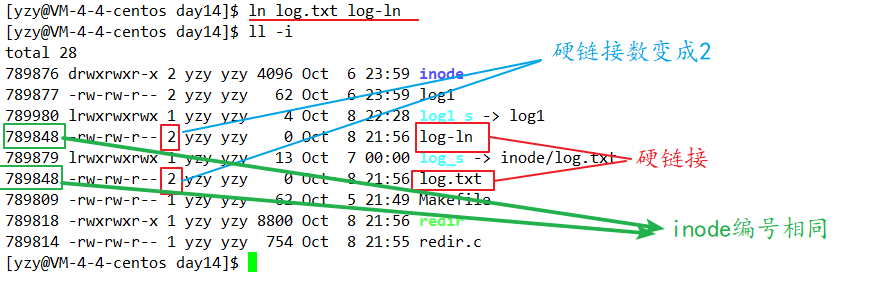 [yzy@VM-4-4-centos day14]$ ln log.txt log-ln
[yzy@VM-4-4-centos day14]$ ll -i
total 28
789876 drwxrwxr-x 2 yzy yzy 4096 Oct  6 23:59 inode
789877 -rw-rw-r-- 2 yzy yzy   62 Oct  6 23:59 log1
789980 lrwxrwxrwx 1 yzy yzy    4 Oct  8 22:28 log1_s -> log1
789848 -rw-rw-r-- 2 yzy yzy    0 Oct  8 21:56 log-ln
789879 lrwxrwxrwx 1 yzy yzy   13 Oct  7 00:00 log_s -> inode/log.txt
789848 -rw-rw-r-- 2 yzy yzy    0 Oct  8 21:56 log.txt
789809 -rw-rw-r-- 1 yzy yzy   62 Oct  5 21:49 Makefile
789818 -rwxrwxr-x 1 yzy yzy 8800 Oct  8 21:56 redir
789814 -rw-rw-r-- 1 yzy yzy  754 Oct  8 21:55 redir.c
[yzy@VM-4-4-centos day14]$
硬链接数变成2
硬链接
inode编号相同